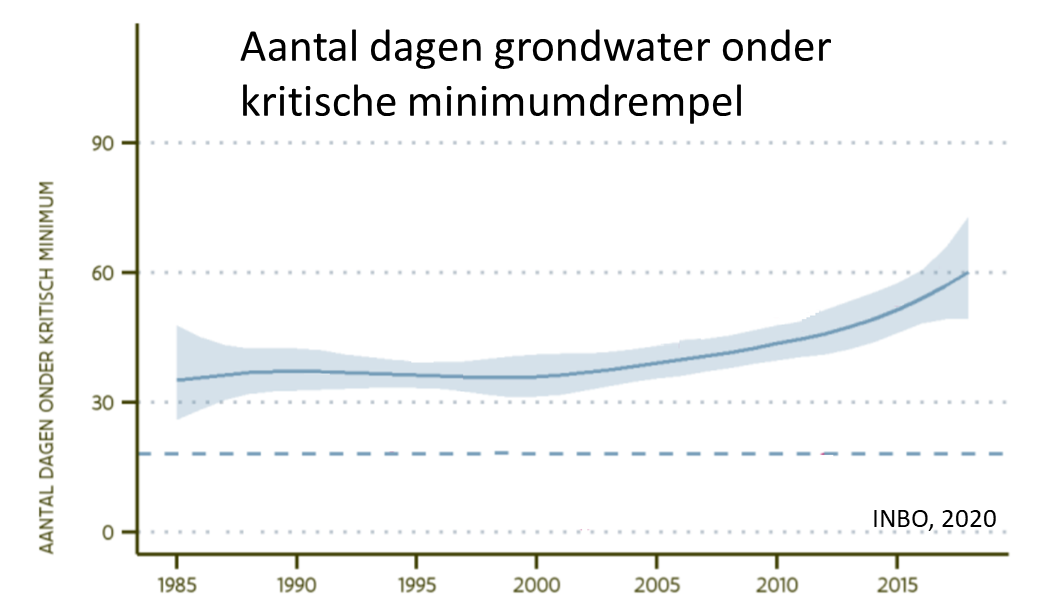 Aantal dagen grondwater onder
kritische minimumdrempel
AANTAL DAGEN ONDER KRITISCH MINIMUM
90
60
30
0
INBO, 2020
1985 1990 1995 2000 2005 2010 2015